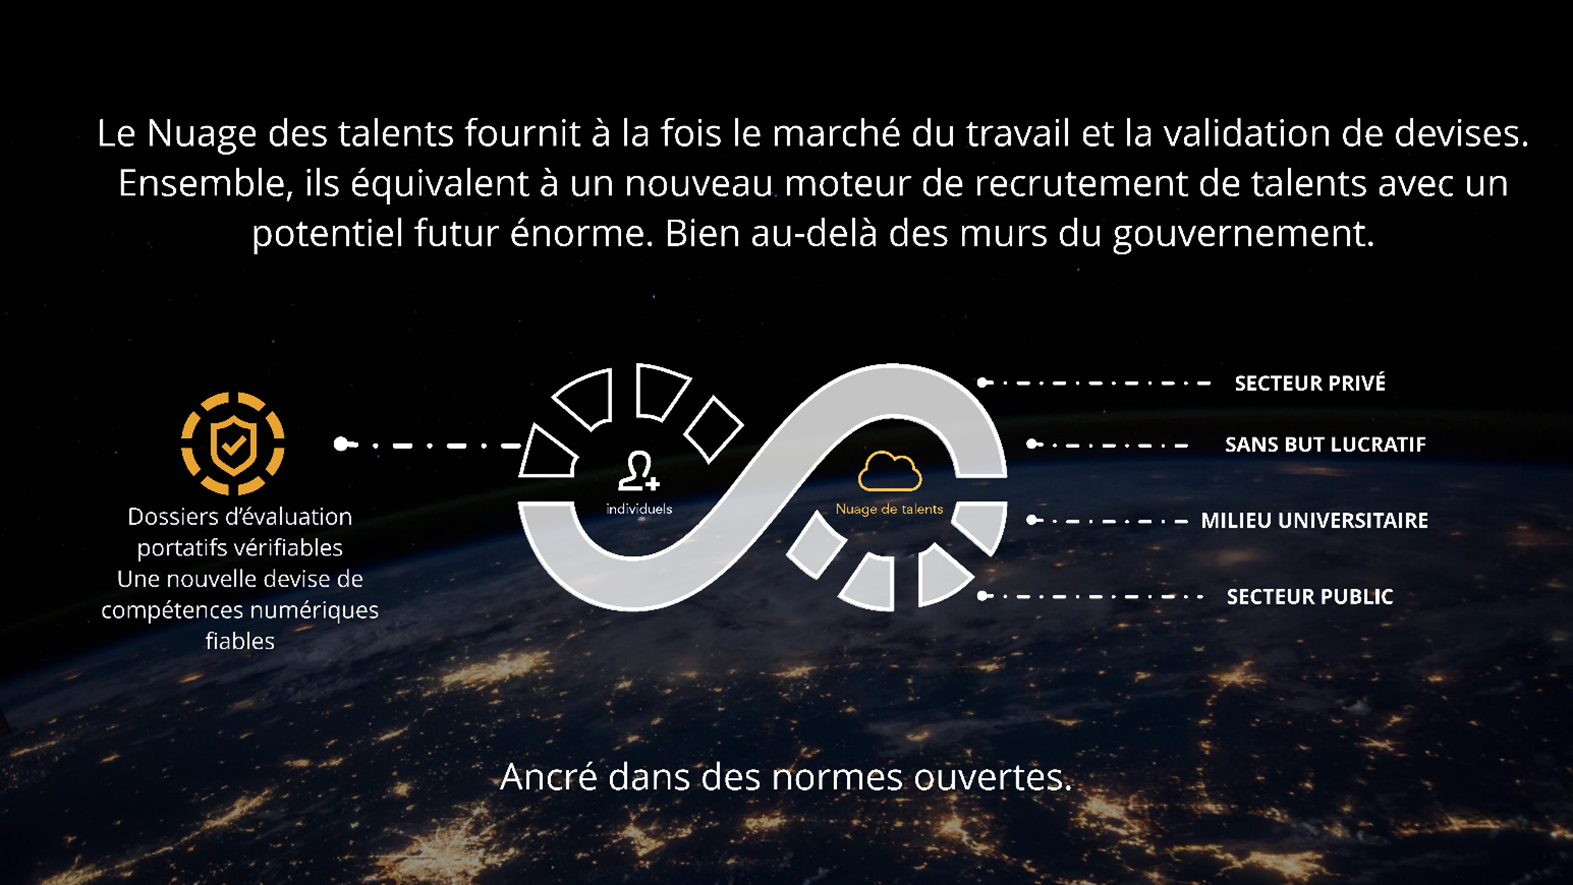 Le Nuage des talents fournit à la fois le marché du travail et la validation de devises.
Ensemble, ils équivalent à un nouveau moteur de recrutement de talents avec un
potentiel futur énorme. Bien au-delà des murs du gouvernement.
SECTEUR PRIVÉ
SANS BUT LUCRATIF
individuels
Nuage de talents
MILIEU UNIVERSITAIRE
SECTEUR PUBLIC
Dossiers d'évaluation
portatifs vérifiables
Une nouvelle devise de
compétences numériques
fiables
Ancré dans des normes ouvertes.